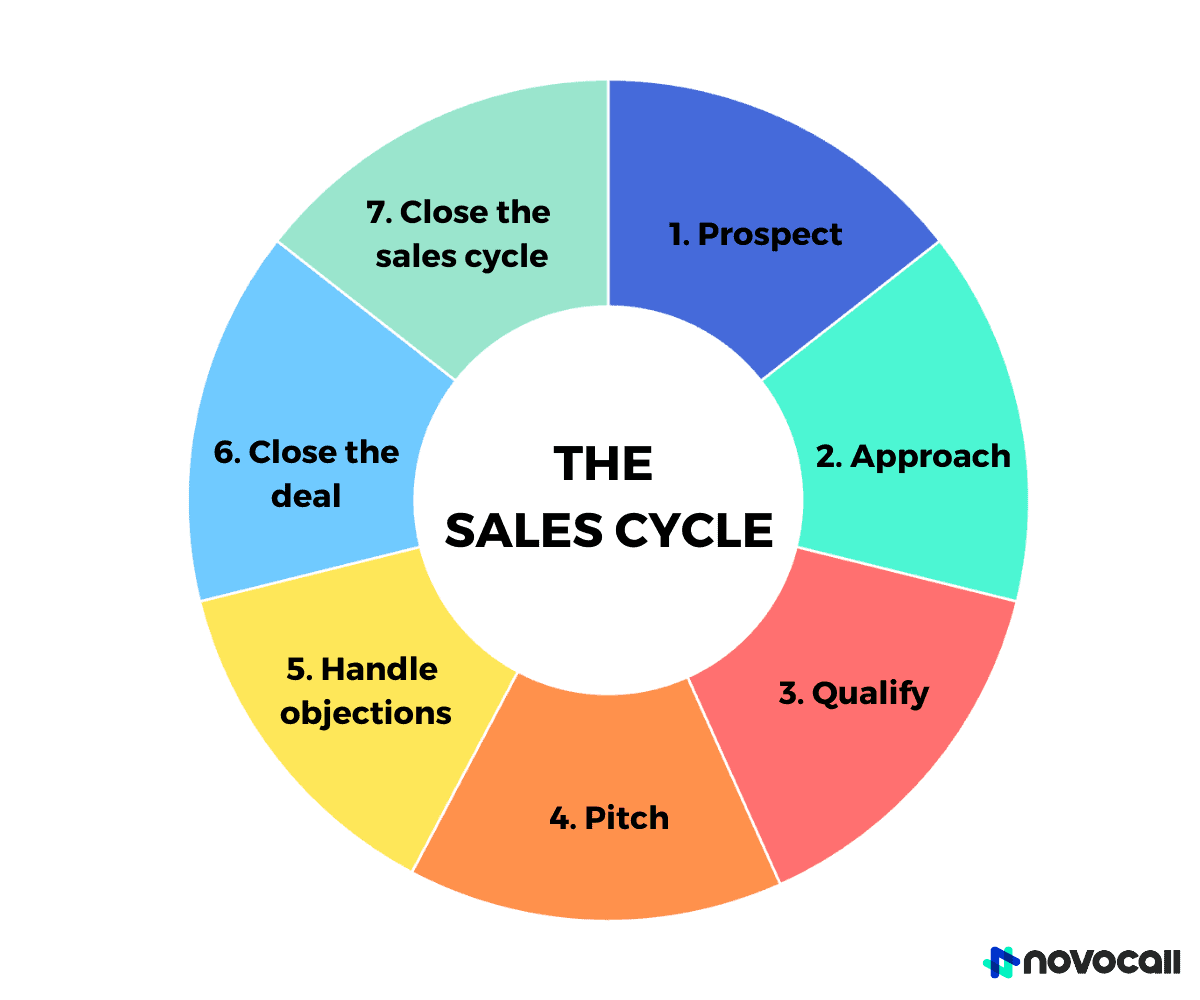 THE
SALES CYCLE
1. Prospect
2. Approach
3. Qualify
4. Pitch
5. Handle
objections
6. Close the
deal
7. Close the
sales cycle
novocall